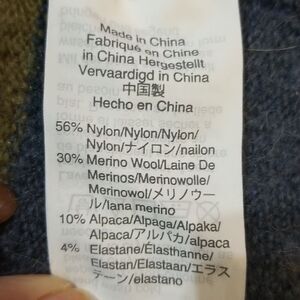 Made in China
Fabriqué en Chine
in China Hergestellt
Vervaardigd in China
中国製
Hecho en China
56% Nylon/Nylon/Nylon/
Nylon/ナイロン/nailon
30% Merino Wool/Laine De
Merinos/Merinowolle/
Merinowol/メリノウー
ル/lana merino
10% Alpaca/Alpaga/Alpaka/
Alpaca/アルパカ/alpaca
4% Elastane/Élasthanne/
Elastan/Elastaan/エラス
テーン/elastano